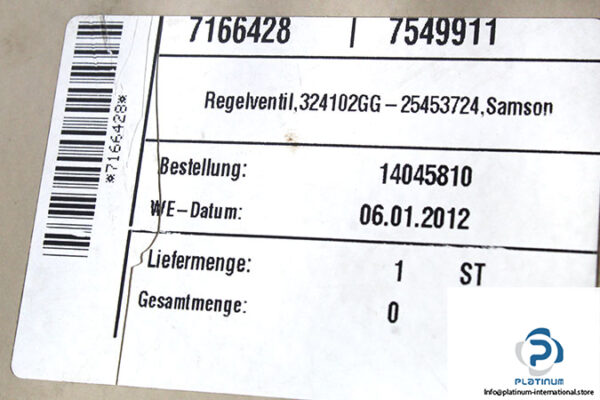 7166428 | 7549911
*7166428*
Regelventil,324102GG-25453724,Samson
Bestellung: 14045810
WE-Datum: 06.01.2012
Liefermenge: 1 ST
Gesamtmenge: 0
PLATINUM
info@platinum-international.store